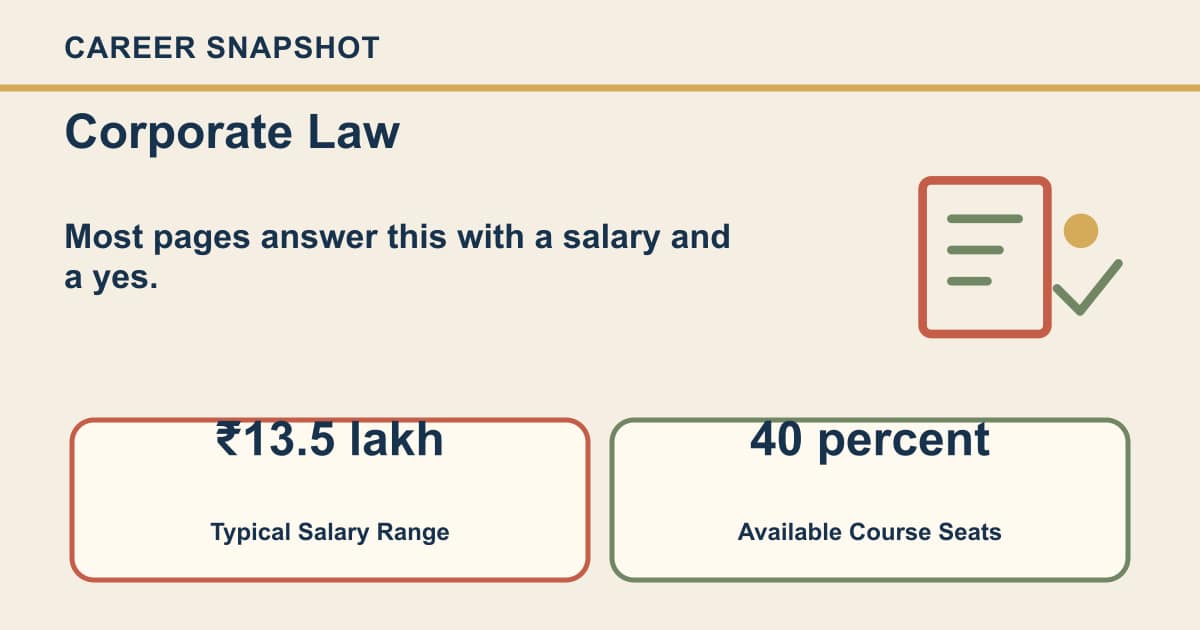 CAREER SNAPSHOT
Corporate Law
Most pages answer this with a salary and
a yes.
₹13.5 lakh
Typical Salary Range
40 percent
Available Course Seats